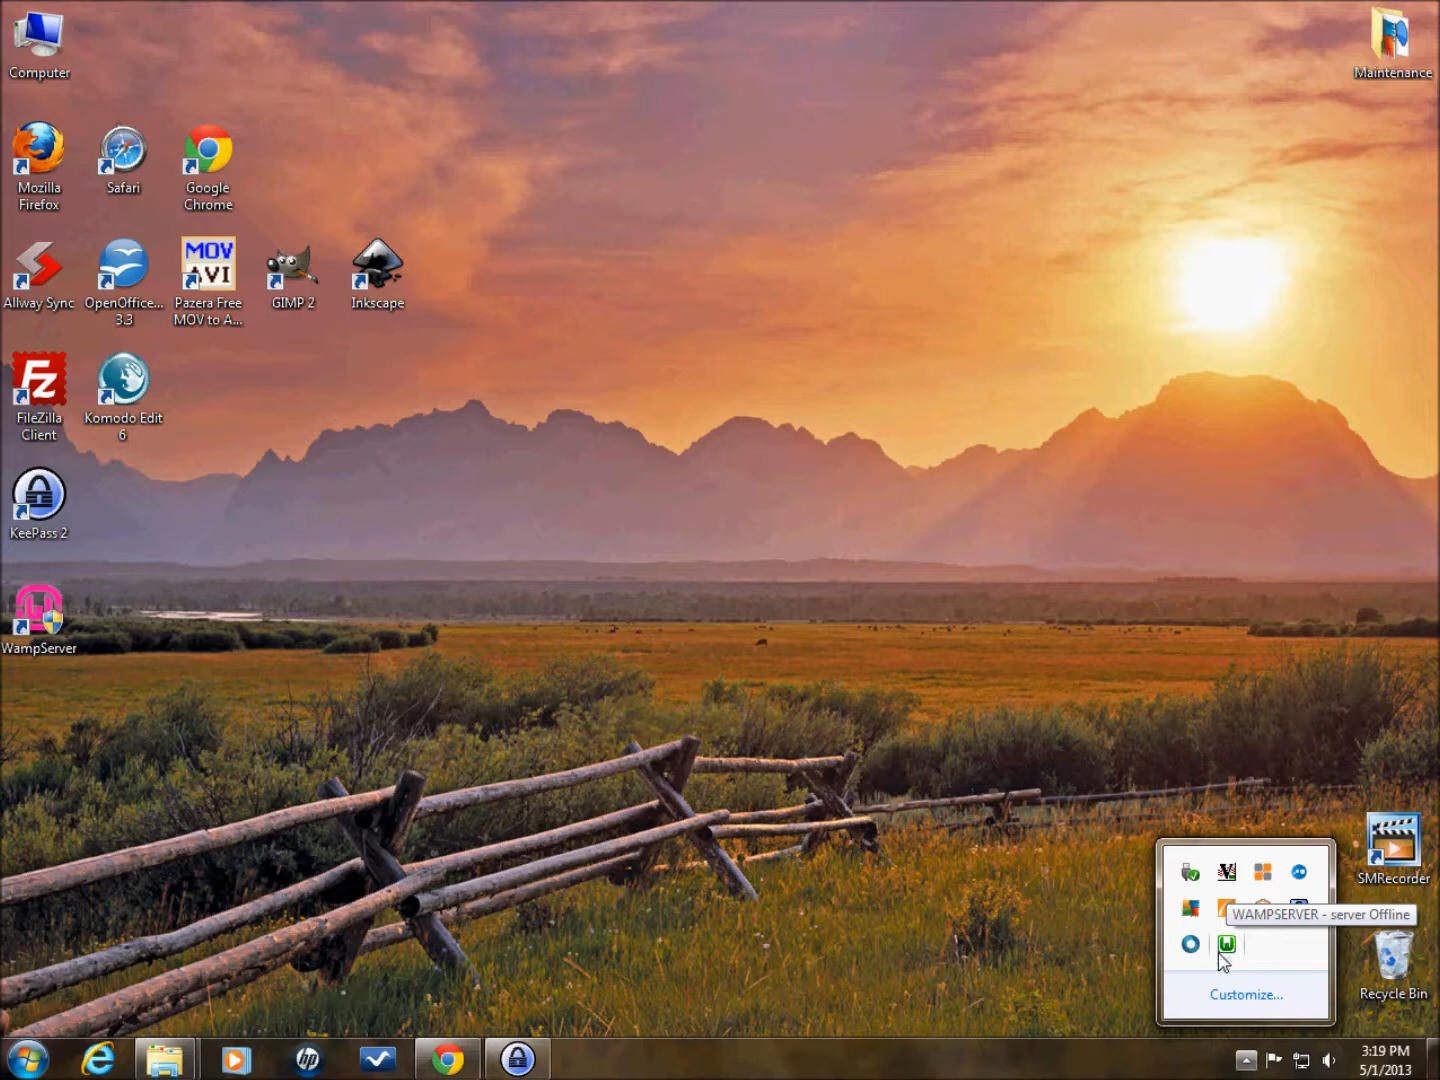 Computer
Maintenance
Mozilla
Firefox
Safari
Google
Chrome
MOV
AVI
Allway Sync
OpenOffice...
3.3
Pazera Free
MOV to A...
GIMP 2
Inkscape
FZ
FileZilla
Client
Komodo Edit
6
KeePass 2
WampServer
SMRecorder
WAMPSERVER - server Offline
Customize...
Recycle Bin
hp
3:19 PM
5/1/2013